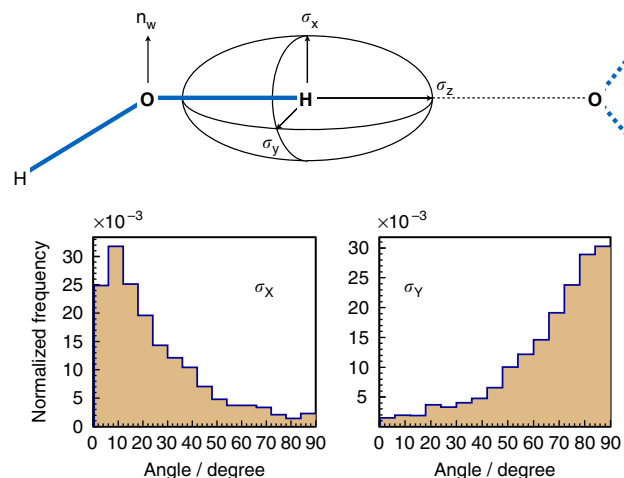 n_w σ_x
O H σ_z O
σ_y
H
×10⁻³ ×10⁻³
Normalized frequency
30
25
20
15
10
5
0
σ_X
0 10 20 30 40 50 60 70 80 90
Angle / degree
30
25
20
15
10
5
σ_Y
0 10 20 30 40 50 60 70 80 90
Angle / degree